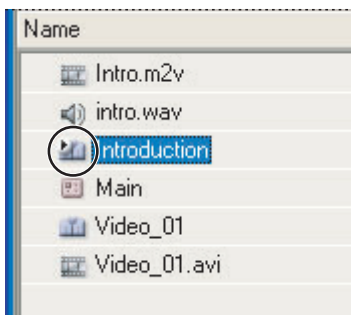 Name
Intro.m2v
intro.wav
Introduction
Main
Video_01
Video_01.avi